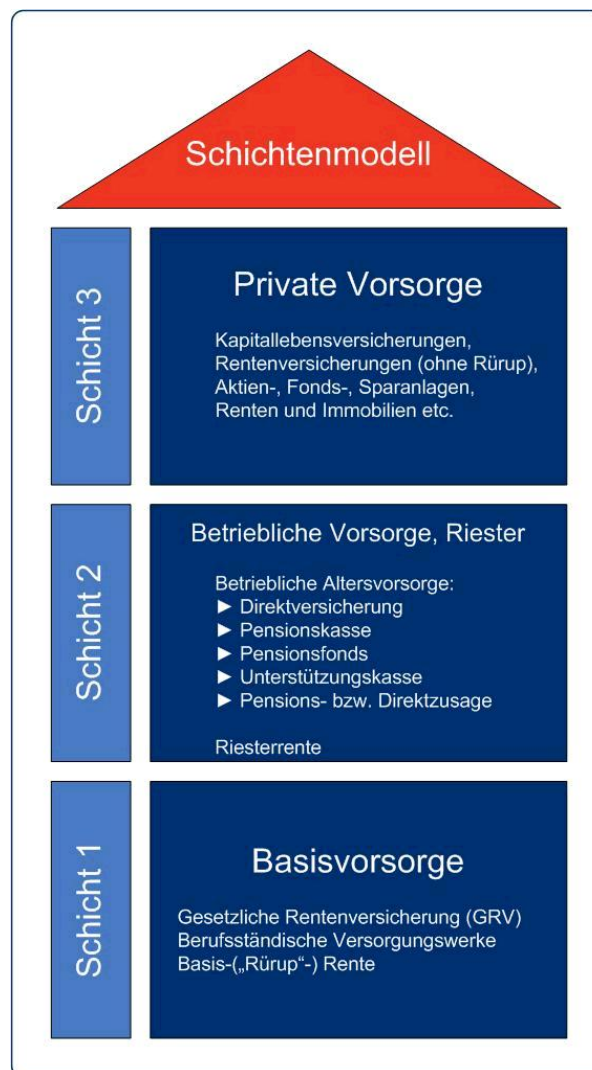 Schichtenmodell
Schicht 3
Private Vorsorge
Kapitallebensversicherungen,
Rentenversicherungen (ohne Rürup),
Aktien-, Fonds-, Sparanlagen,
Renten und Immobilien etc.
Schicht 2
Betriebliche Vorsorge, Riester
Betriebliche Altersvorsorge:
► Direktversicherung
► Pensionskasse
► Pensionsfonds
► Unterstützungskasse
► Pensions- bzw. Direktzusage
Riesterrente
Schicht 1
Basisvorsorge
Gesetzliche Rentenversicherung (GRV)
Berufsständische Versorgungswerke
Basis-(„Rürup“-) Rente